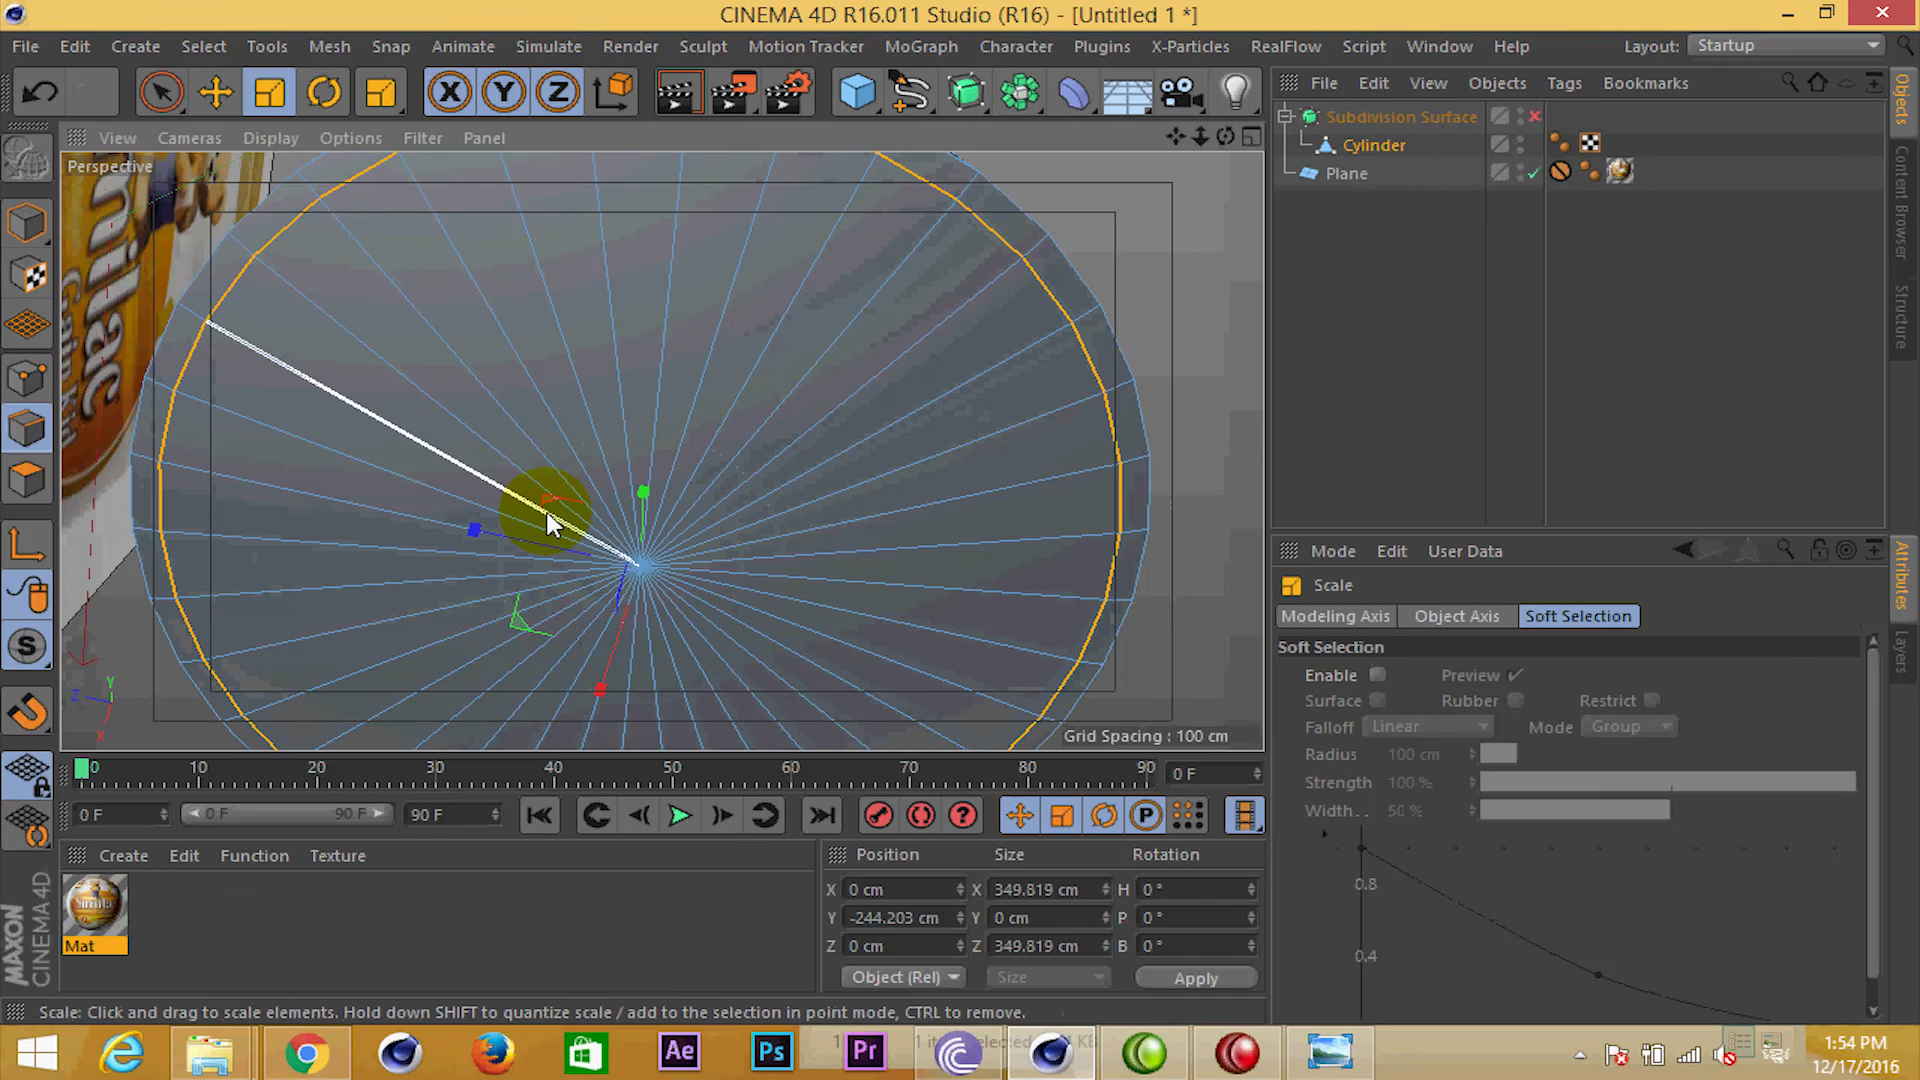 CINEMA 4D R16.011 Studio (R16) - [Untitled 1 *]
File Edit Create Select Tools Mesh Snap Animate Simulate Render Sculpt Motion Tracker MoGraph Character Plugins X-Particles RealFlow Script Window Help Layout: Startup
X Y Z
File Edit View Objects Tags Bookmarks
Subdivision Surface
Cylinder
Plane
Objects
Content Browser
Structure
View Cameras Display Options Filter Panel
Perspective
milac
Y
Z
X
Grid Spacing : 100 cm
Mode Edit User Data
Scale
Modeling Axis Object Axis Soft Selection
Soft Selection
Enable Preview
Surface Rubber Restrict
Falloff Linear Mode Group
Radius 100 cm
Strength 100 %
Width.. 50 %
0.8
0.4
Attributes
Layers
0 10 20 30 40 50 60 70 80 90 0 F
0 F 0 F 90 F 90 F
Create Edit Function Texture
Mat
MAXON
CINEMA 4D
Position Size Rotation
X 0 cm X 349.819 cm H 0 °
Y -244.203 cm Y 0 cm P 0 °
Z 0 cm Z 349.819 cm B 0 °
Object (Rel) Size Apply
Scale: Click and drag to scale elements. Hold down SHIFT to quantize scale / add to the selection in point mode, CTRL to remove.
Ae Ps Pr
1:54 PM
12/17/2016